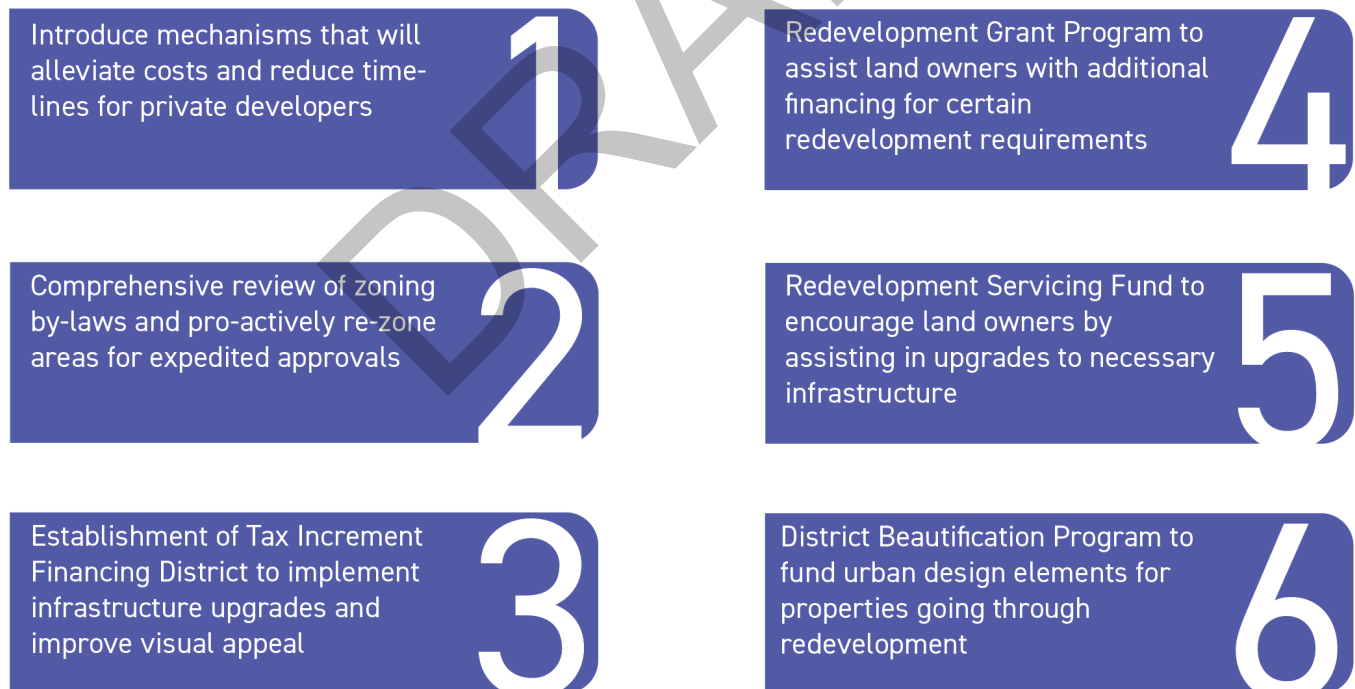 Introduce mechanisms that will
alleviate costs and reduce time-
lines for private developers
1
Comprehensive review of zoning
by-laws and pro-actively re-zone
areas for expedited approvals
2
Establishment of Tax Increment
Financing District to implement
infrastructure upgrades and
improve visual appeal
3
Redevelopment Grant Program to
assist land owners with additional
financing for certain
redevelopment requirements
4
Redevelopment Servicing Fund to
encourage land owners by
assisting in upgrades to necessary
infrastructure
5
District Beautification Program to
fund urban design elements for
properties going through
redevelopment
6
DRA